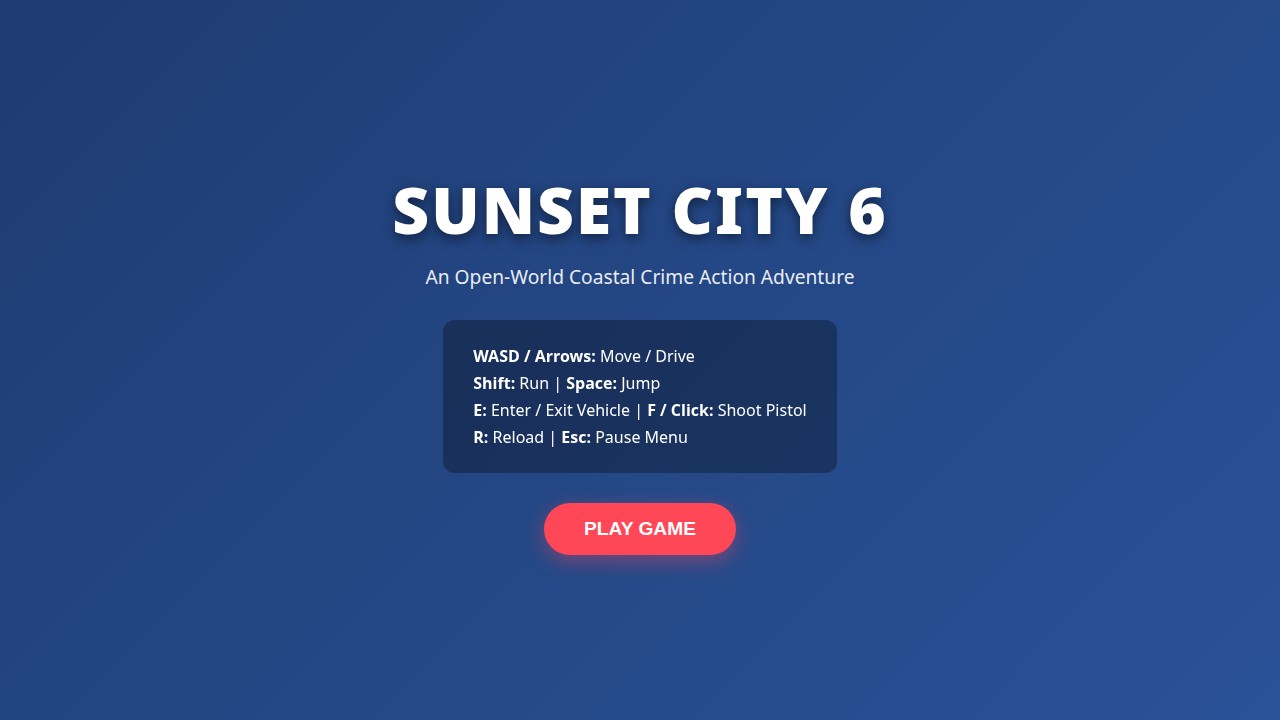 SUNSET CITY 6
An Open-World Coastal Crime Action Adventure
WASD / Arrows: Move / Drive
Shift: Run | Space: Jump
E: Enter / Exit Vehicle | F / Click: Shoot Pistol
R: Reload | Esc: Pause Menu
PLAY GAME